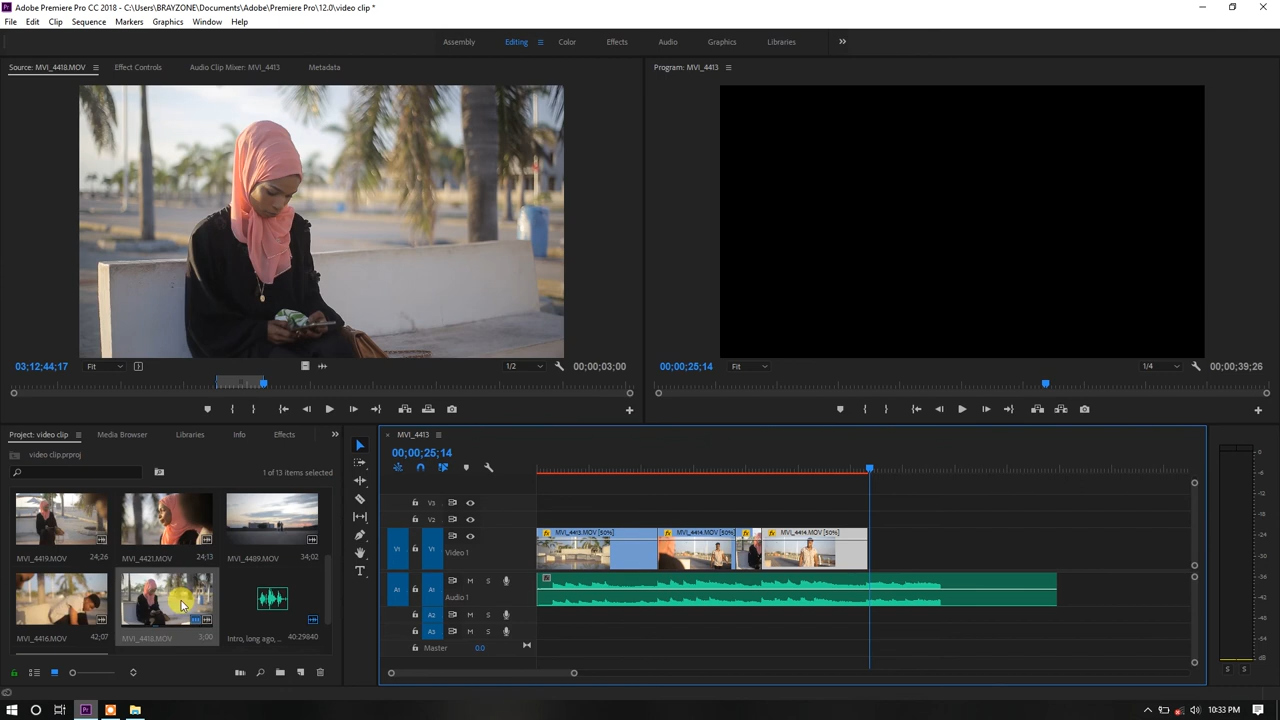 Adobe Premiere Pro CC 2018 - C:\Users\BRAYZONE\Documents\Adobe\Premiere Pro\12.0\video clip *
File Edit Clip Sequence Markers Graphics Window Help
Assembly Editing Color Effects Audio Graphics Libraries
Source: MVI_4418.MOV Effect Controls Audio Clip Mixer: MVI_4413 Metadata
Program: MVI_4413
03;12;44;17 Fit 1/2 00;00;03;00
00;00;25;14 Fit 1/4 00;00;39;26
Project: video clip Media Browser Libraries Info Effects
video clip.prproj
1 of 13 items selected
MVI_4419.MOV 24;26 MVI_4421.MOV 24;13 MVI_4489.MOV 34;02
MVI_4416.MOV 42;07 MVI_4418.MOV 3;00 Intro, long ago,... 40:29840
MVI_4413
00;00;25;14
V3
V2
V1 V1 Video 1
MVI_4413.MOV [50%] MVI_4414.MOV [50%] MVI_4414.MOV [50%]
A1 A1 M S Audio 1
A2 M S
A3 M S
Master 0.0
0
S S
10:33 PM